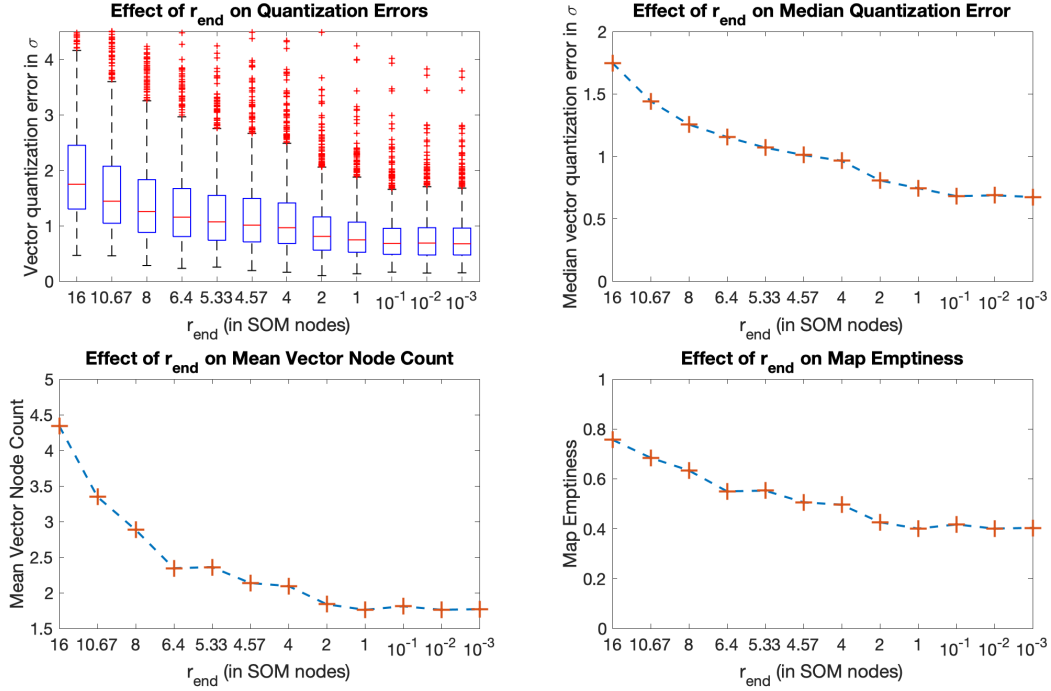 Effect of r_end on Quantization Errors
Vector quantization error in σ
4
3
2
1
0
16 10.67 8 6.4 5.33 4.57 4 2 1 10^-1 10^-2 10^-3
r_end (in SOM nodes)
Effect of r_end on Median Quantization Error
Median vector quantization error in σ
2
1.5
1
0.5
0
16 10.67 8 6.4 5.33 4.57 4 2 1 10^-1 10^-2 10^-3
r_end (in SOM nodes)
Effect of r_end on Mean Vector Node Count
Mean Vector Node Count
5
4.5
4
3.5
3
2.5
2
1.5
16 10.67 8 6.4 5.33 4.57 4 2 1 10^-1 10^-2 10^-3
r_end (in SOM nodes)
Effect of r_end on Map Emptiness
Map Emptiness
1
0.8
0.6
0.4
0.2
0
16 10.67 8 6.4 5.33 4.57 4 2 1 10^-1 10^-2 10^-3
r_end (in SOM nodes)